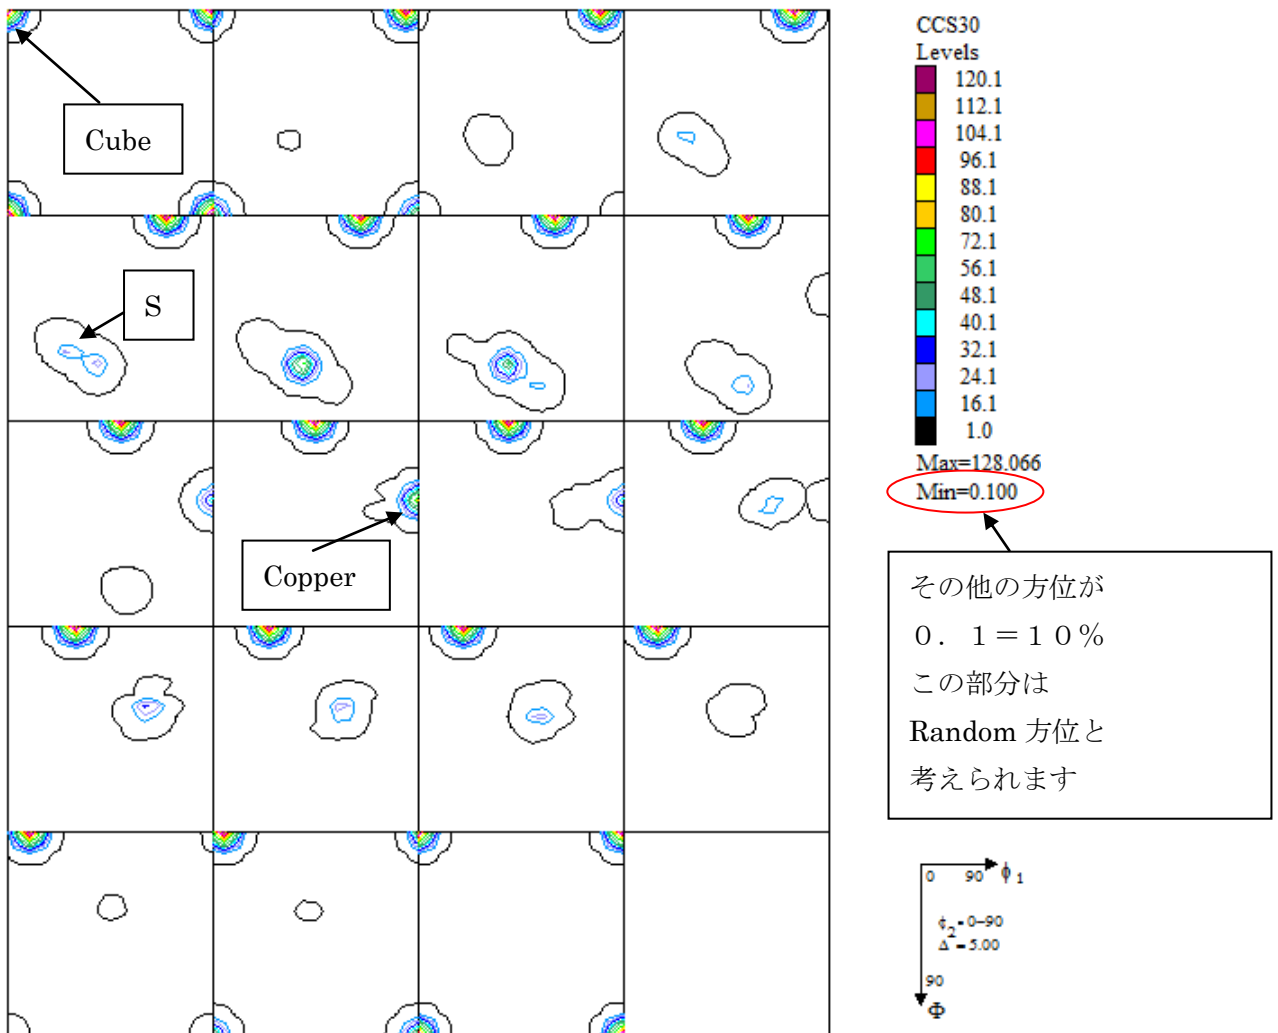 Cube
S
Copper
CCS30
Levels
120.1
112.1
104.1
96.1
88.1
80.1
72.1
56.1
48.1
40.1
32.1
24.1
16.1
1.0
Max=128.066
Min=0.100
その他の方位が
0．1＝10％
この部分は
Random 方位と
考えられます
0 90 ϕ1
ϕ2=0-90
Δ =5.00
90
Φ